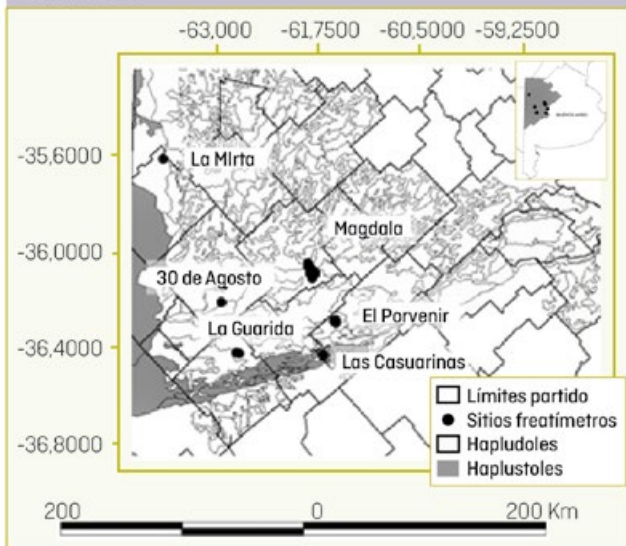 -63,000 -61,7500 -60,5000 -59,2500
-35,6000
-36,0000
-36,4000
-36,8000
La MIrta
Magdala
30 de Agosto
El Porvenir
La Guarida
Las Casuarinas
Límites partido
Sitios freatímetros
Hapludoles
Haplustoles
200 0 200 Km